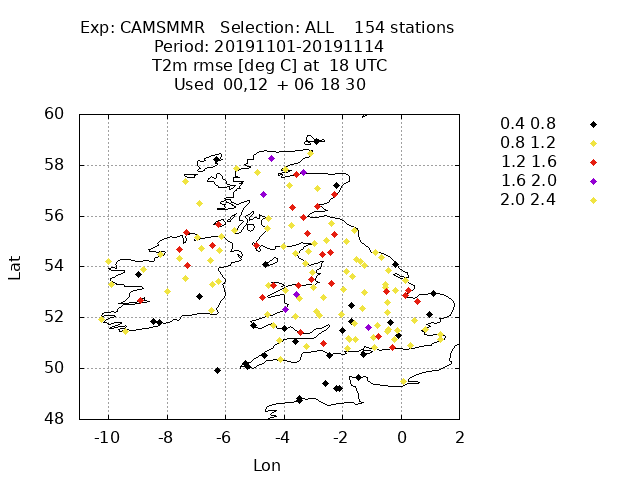 Exp: CAMSMMR   Selection: ALL    154 stations
Period: 20191101-20191114
T2m rmse [deg C] at  18 UTC
Used  00,12  + 06 18 30
60
58
56
54
52
50
48
Lat
-10 -8 -6 -4 -2 0 2
Lon
0.4 0.8
0.8 1.2
1.2 1.6
1.6 2.0
2.0 2.4